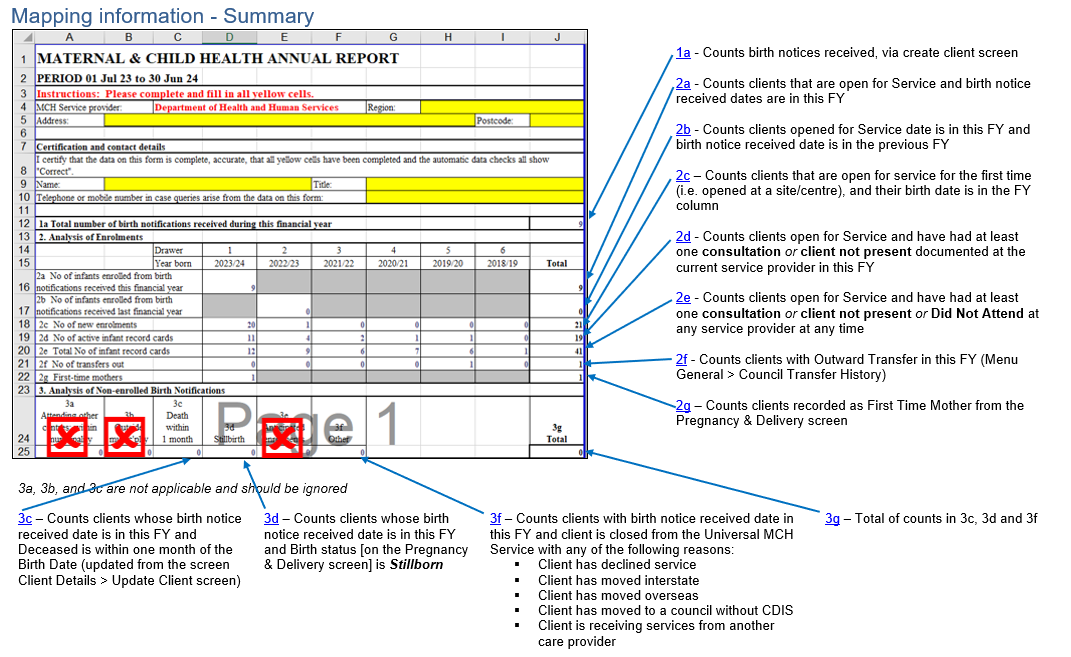 Mapping information - Summary
A B C D E F G H I J
1 MATERNAL & CHILD HEALTH ANNUAL REPORT
2 PERIOD 01 Jul 23 to 30 Jun 24
3 Instructions: Please complete and fill in all yellow cells.
4 MCH Service provider: Department of Health and Human Services Region:
5 Address: Postcode:
6
7 Certification and contact details
I certify that the data on this form is complete, accurate, that all yellow cells have been completed and the automatic data checks all show
8 "Correct".
9 Name: Title:
10 Telephone or mobile number in case queries arise from the data on this form:
11
12 1a Total number of birth notifications received during this financial year 9
13 2. Analysis of Enrolments
14 Drawer 1 2 3 4 5 6
15 Year born 2023/24 2022/23 2021/22 2020/21 2019/20 2018/19 Total
2a No of infants enrolled from birth
16 notifications received this financial year 9 9
2b No of infants enrolled from birth
17 notifications received last financial year 0 0
18 2c No of new enrolments 20 1 0 0 0 0 21
19 2d No of active infant record cards 11 4 2 1 1 0 19
20 2e Total No of infant record cards 12 9 6 7 6 1 41
21 2f No of transfers out 0 0 0 0 1 0 1
22 2g First-time mothers 1 1
23 3. Analysis of Non-enrolled Birth Notifications
3a
Attending other
3b
3c
Death
within
1 month
3d
Stillbirth
3e
3f
Other
3g
Total
24
25 0 0 0 0 0 0 0
Page 1
1a - Counts birth notices received, via create client screen
2a - Counts clients that are open for Service and birth notice
received dates are in this FY
2b - Counts clients opened for Service date is in this FY and
birth notice received date is in the previous FY
2c – Counts clients that are open for service for the first time
(i.e. opened at a site/centre), and their birth date is in the FY
column
2d - Counts clients open for Service and have had at least
one consultation or client not present documented at the
current service provider in this FY
2e - Counts clients open for Service and have had at least
one consultation or client not present or Did Not Attend at
any service provider at any time
2f - Counts clients with Outward Transfer in this FY (Menu
General > Council Transfer History)
2g – Counts clients recorded as First Time Mother from the
Pregnancy & Delivery screen
3a, 3b, and 3c are not applicable and should be ignored
3c – Counts clients whose birth notice
received date is in this FY and
Deceased is within one month of the
Birth Date (updated from the screen
Client Details > Update Client screen)
3d – Counts clients whose birth
notice received date is in this FY
and Birth status [on the Pregnancy
& Delivery screen] is Stillborn
3f – Counts clients with birth notice received date in
this FY and client is closed from the Universal MCH
Service with any of the following reasons:
▪ Client has declined service
▪ Client has moved interstate
▪ Client has moved overseas
▪ Client has moved to a council without CDIS
▪ Client is receiving services from another
care provider
3g – Total of counts in 3c, 3d and 3f